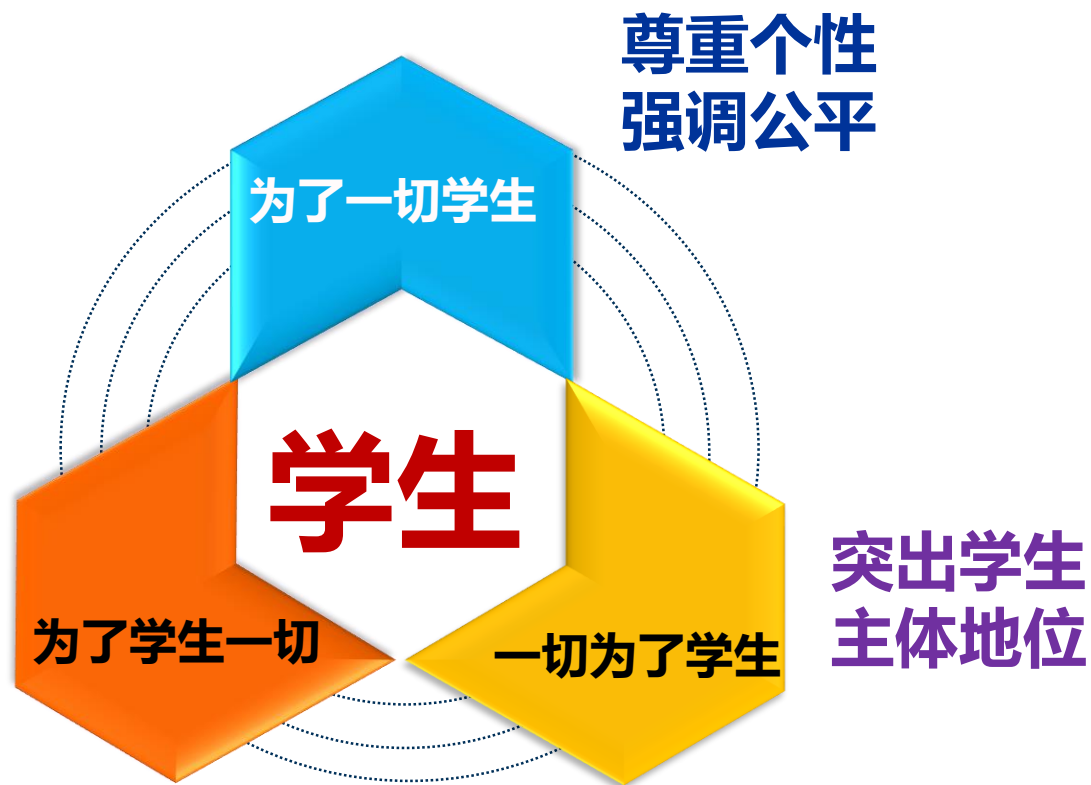 尊重个性
强调公平
为了一切学生
学生
突出学生
主体地位
为了学生一切
一切为了学生